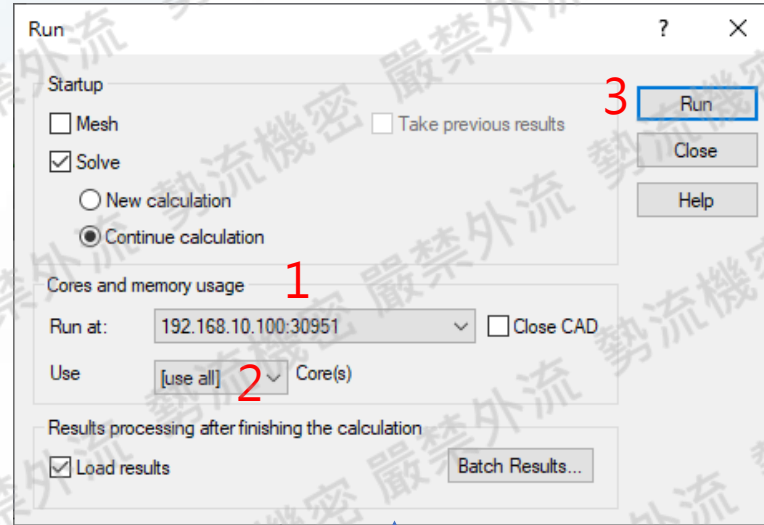 Run
? X
Startup
3
Run
Mesh
Take previous results
Solve
Close
New calculation
Help
Continue calculation
Cores and memory usage
1
Run at:
192.168.10.100:30951
Close CAD
Use
[use all]
2
Core(s)
Results processing after finishing the calculation
Load results
Batch Results...
勢流機密 嚴禁外流